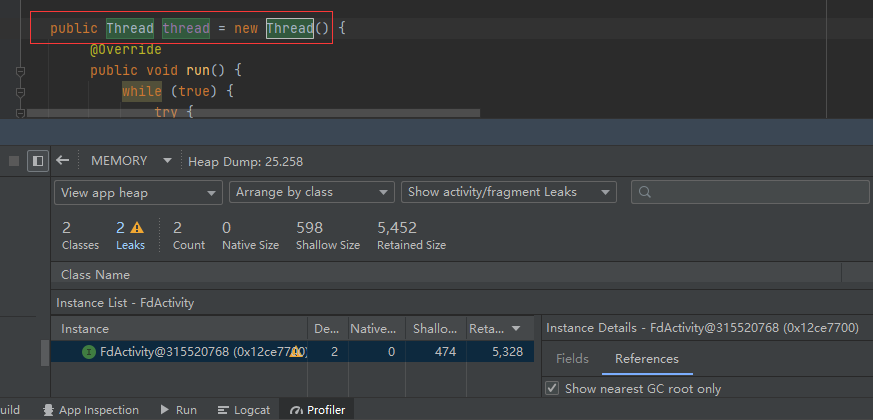 public Thread thread = new Thread() {
@Override
public void run() {
while (true) {
try {
MEMORY Heap Dump: 25.258
View app heap Arrange by class Show activity/fragment Leaks
2 2 2 0 598 5,452
Classes Leaks Count Native Size Shallow Size Retained Size
Class Name
Instance List - FdActivity
Instance De... Native... Shallo... Reta... Instance Details - FdActivity@315520768 (0x12ce7700)
FdActivity@315520768 (0x12ce7700) 2 0 474 5,328 Fields References
Show nearest GC root only
uild App Inspection Run Logcat Profiler